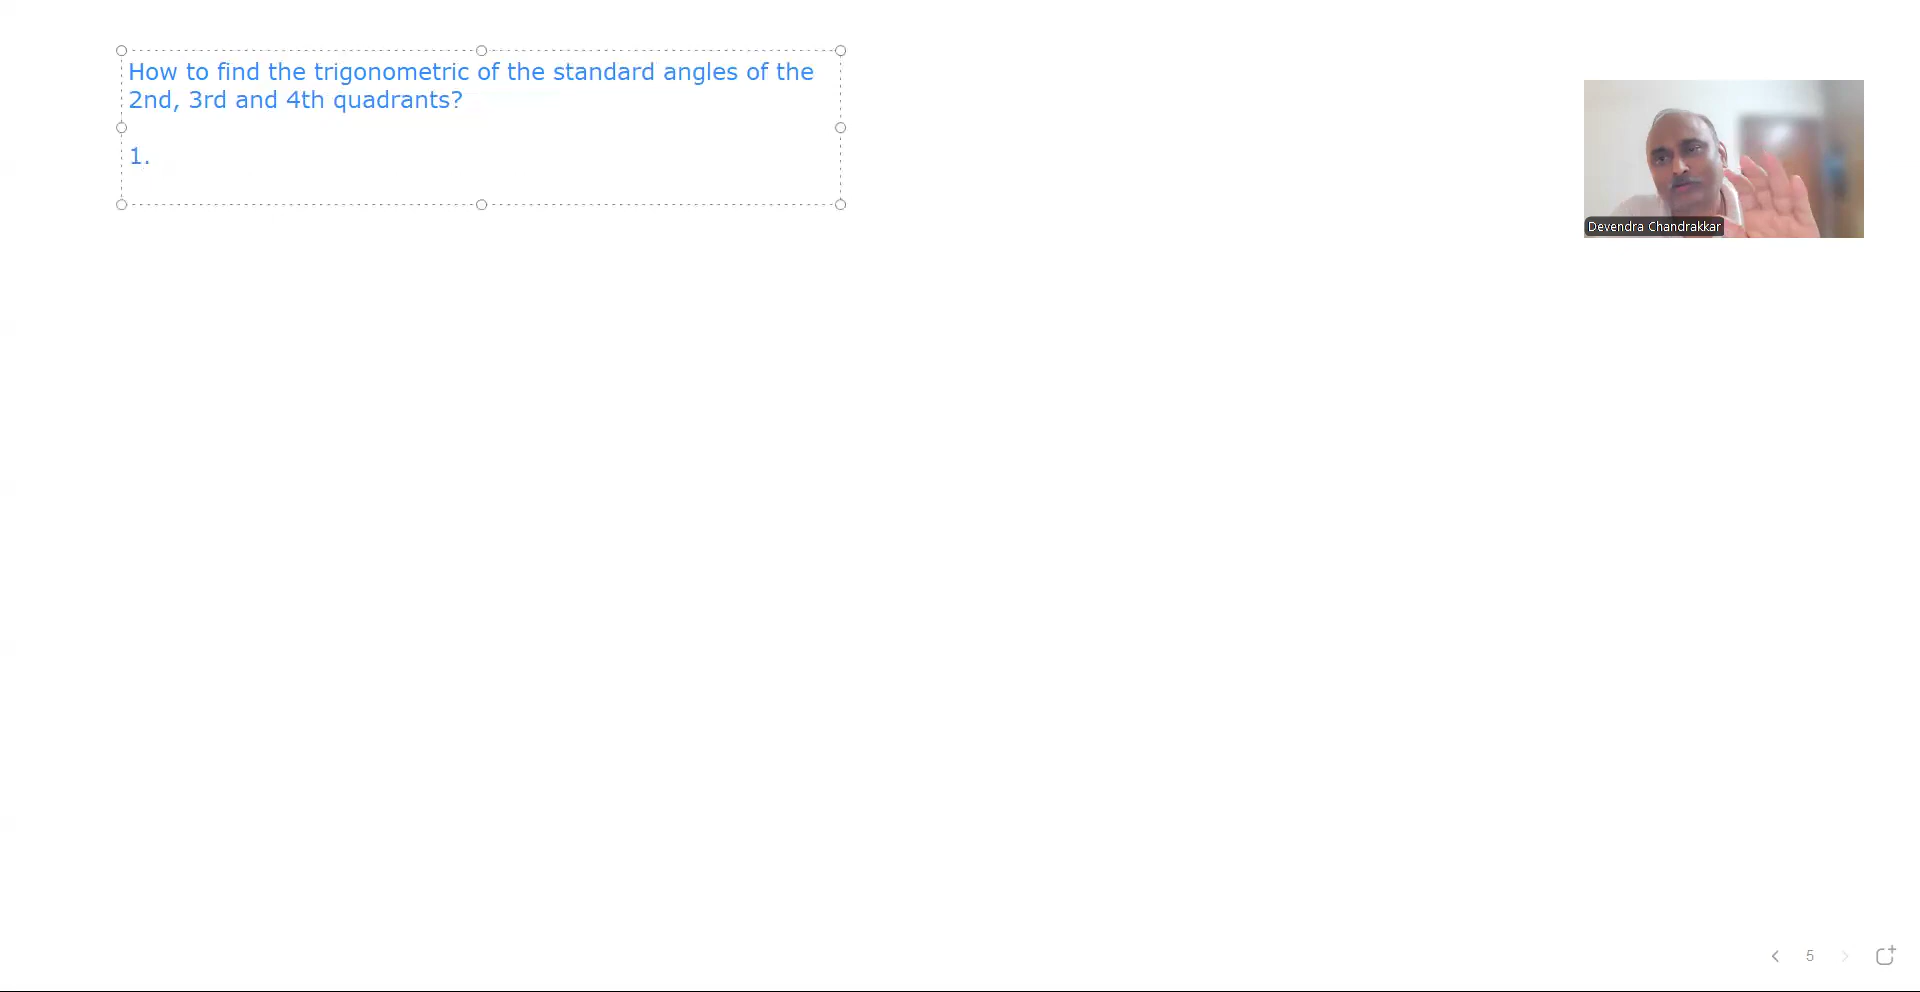 How to find the trigonometric of the standard angles of the
2nd, 3rd and 4th quadrants?
1.
Devendra Chandrakkar
5